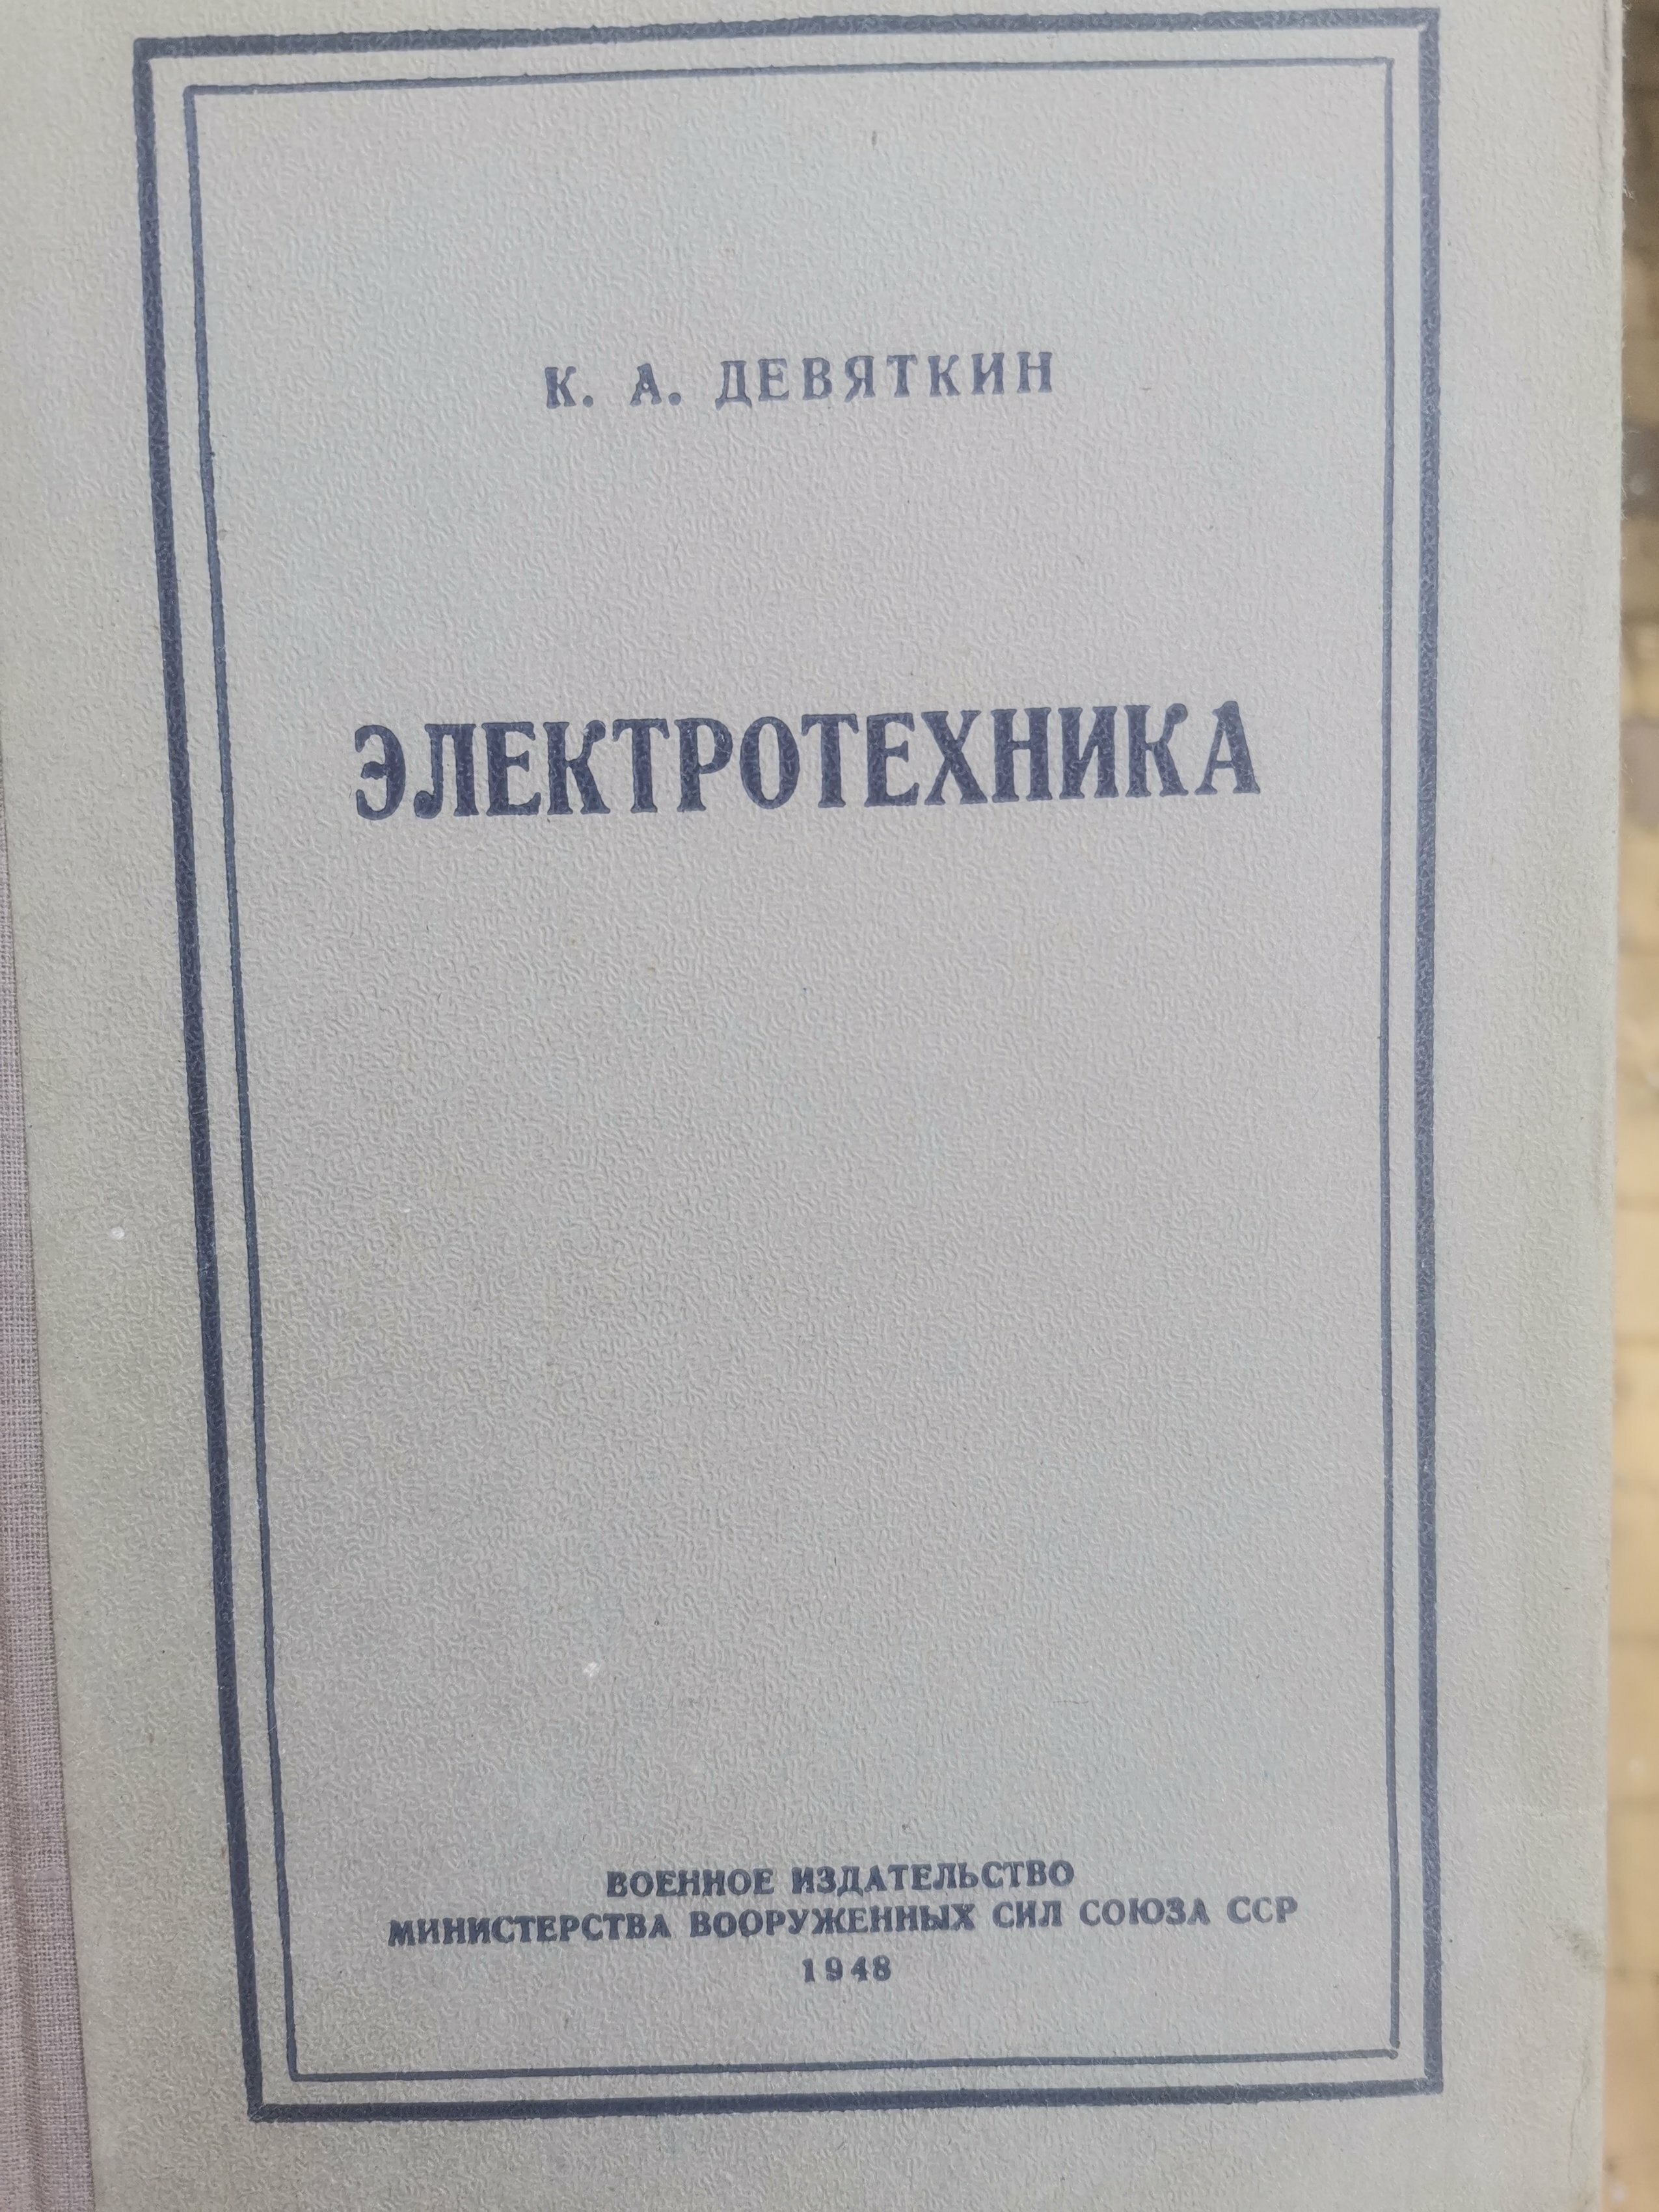 К. А. ДЕВЯТКИН
ЭЛЕКТРОТЕХНИКА
ВОЕННОЕ ИЗДАТЕЛЬСТВО
МИНИСТЕРСТВА ВООРУЖЕННЫХ СИЛ СОЮЗА ССР
1948